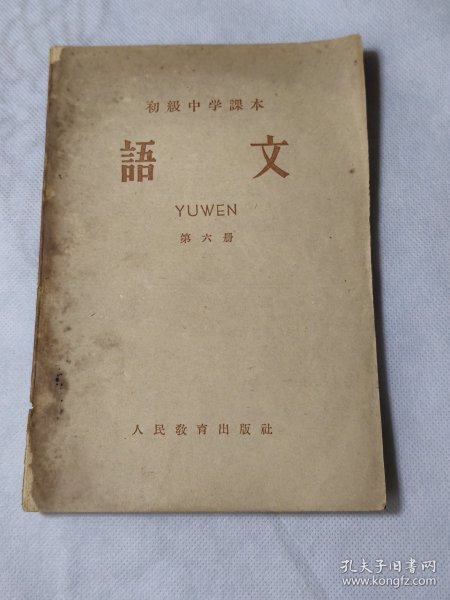 初級中学課本
語文
YUWEN
第六册
人民教育出版社
孔夫子旧书网
www.kongfz.com